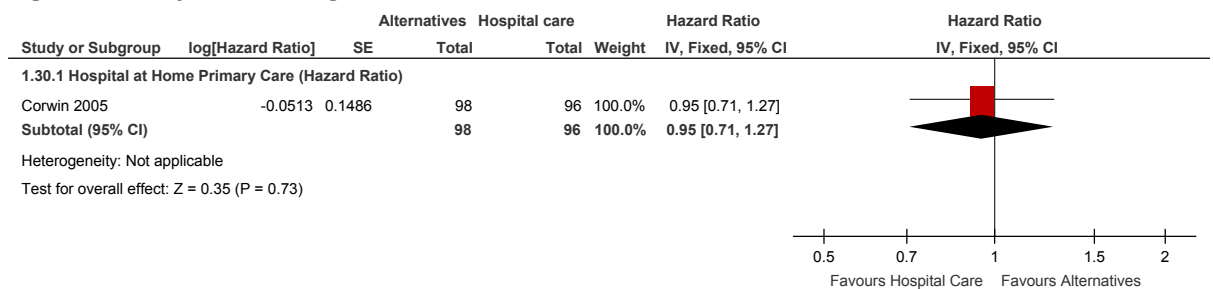 Alternatives Hospital care Hazard Ratio Hazard Ratio
Study or Subgroup log[Hazard Ratio] SE Total Total Weight IV, Fixed, 95% CI IV, Fixed, 95% CI
1.30.1 Hospital at Home Primary Care (Hazard Ratio)
Corwin 2005 -0.0513 0.1486 98 96 100.0% 0.95 [0.71, 1.27]
Subtotal (95% CI) 98 96 100.0% 0.95 [0.71, 1.27]
Heterogeneity: Not applicable
Test for overall effect: Z = 0.35 (P = 0.73)
0.5 0.7 1 1.5 2
Favours Hospital Care Favours Alternatives